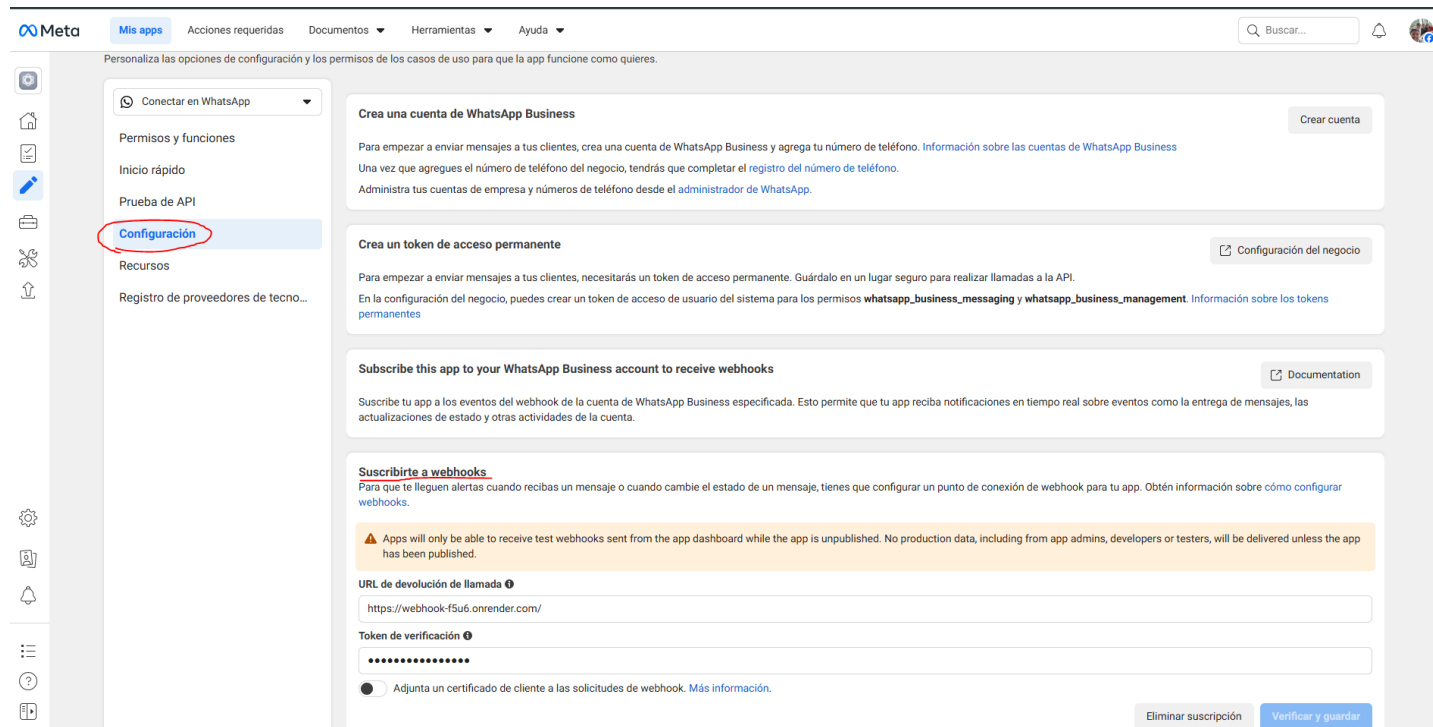 Meta
Mis apps
Acciones requeridas
Documentos
Herramientas
Ayuda
Buscar...
Personaliza las opciones de configuración y los permisos de los casos de uso para que la app funcione como quieres.
Conectar en WhatsApp
Permisos y funciones
Inicio rápido
Prueba de API
Configuración
Recursos
Registro de proveedores de tecno...
Crea una cuenta de WhatsApp Business
Crear cuenta
Para empezar a enviar mensajes a tus clientes, crea una cuenta de WhatsApp Business y agrega tu número de teléfono. Información sobre las cuentas de WhatsApp Business
Una vez que agregues el número de teléfono del negocio, tendrás que completar el registro del número de teléfono.
Administra tus cuentas de empresa y números de teléfono desde el administrador de WhatsApp.
Crea un token de acceso permanente
Configuración del negocio
Para empezar a enviar mensajes a tus clientes, necesitarás un token de acceso permanente. Guárdalo en un lugar seguro para realizar llamadas a la API.
En la configuración del negocio, puedes crear un token de acceso de usuario del sistema para los permisos whatsapp_business_messaging y whatsapp_business_management. Información sobre los tokens
permanentes
Subscribe this app to your WhatsApp Business account to receive webhooks
Documentation
Suscribe tu app a los eventos del webhook de la cuenta de WhatsApp Business especificada. Esto permite que tu app reciba notificaciones en tiempo real sobre eventos como la entrega de mensajes, las
actualizaciones de estado y otras actividades de la cuenta.
Suscribirte a webhooks
Para que te lleguen alertas cuando recibas un mensaje o cuando cambie el estado de un mensaje, tienes que configurar un punto de conexión de webhook para tu app. Obtén información sobre cómo configurar
webhooks.
Apps will only be able to receive test webhooks sent from the app dashboard while the app is unpublished. No production data, including from app admins, developers or testers, will be delivered unless the app
has been published.
URL de devolución de llamada
https://webhook-f5u6.onrender.com/
Token de verificación
••••••••••••••••
Adjunta un certificado de cliente a las solicitudes de webhook. Más información.
Eliminar suscripción
Verificar y guardar